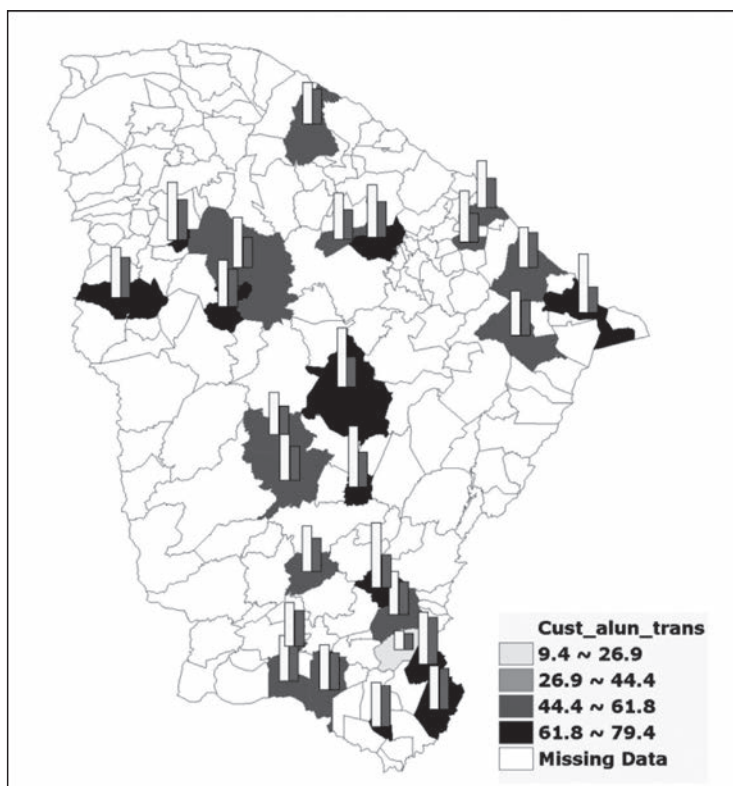 Cust_alun_trans
9.4 ~ 26.9
26.9 ~ 44.4
44.4 ~ 61.8
61.8 ~ 79.4
Missing Data